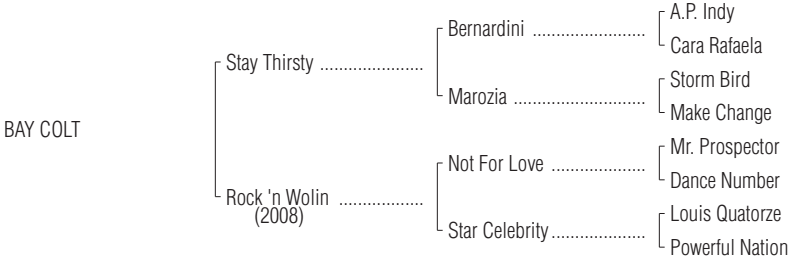 A.P. Indy
Bernardini ........................
Cara Rafaela
Stay Thirsty ......................
Storm Bird
Marozia ............................
Make Change
BAY COLT
Mr. Prospector
Not For Love ....................
Dance Number
Rock 'n Wolin ..................
(2008)
Louis Quatorze
Star Celebrity....................
Powerful Nation